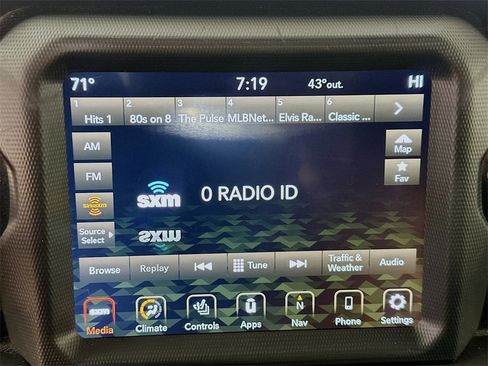 71° 7:19 43°out. HI
1 2 3 4 5 6
Hits 1 80s on 8 The Pulse MLBNet... Elvis Ra... Classic ...
AM
Map
FM
Fav
SiriusXM
sxm 0 RADIO ID
Source
Select
Browse Replay Tune Traffic & Weather Audio
sxm N
Media Climate Controls Apps Nav Phone Settings